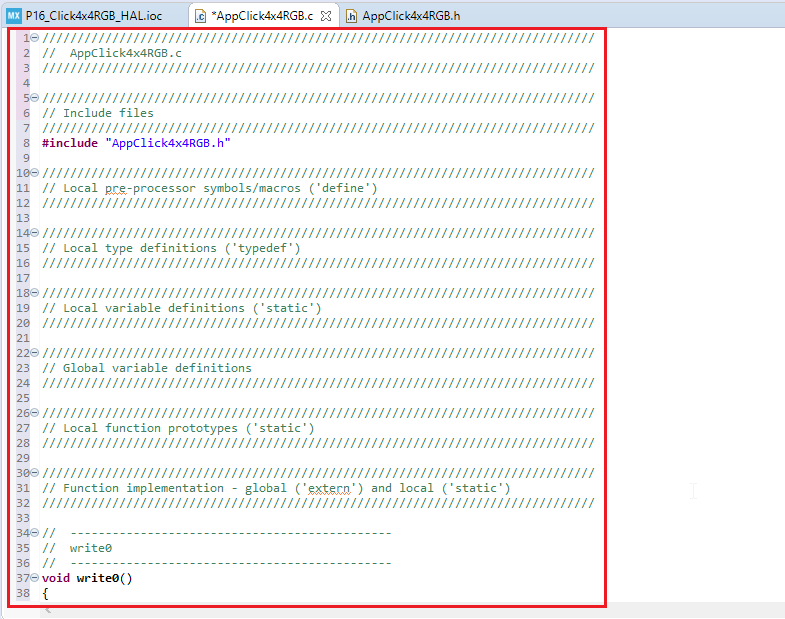 MX P16_Click4x4RGB_HAL.ioc *AppClick4x4RGB.c AppClick4x4RGB.h
1 ///////////////////////////////////////////////////////////////////////////////
2 //  AppClick4x4RGB.c
3 ///////////////////////////////////////////////////////////////////////////////
4
5 ///////////////////////////////////////////////////////////////////////////////
6 // Include files
7 ///////////////////////////////////////////////////////////////////////////////
8 #include "AppClick4x4RGB.h"
9
10 ///////////////////////////////////////////////////////////////////////////////
11 // Local pre-processor symbols/macros ('define')
12 ///////////////////////////////////////////////////////////////////////////////
13
14 ///////////////////////////////////////////////////////////////////////////////
15 // Local type definitions ('typedef')
16 ///////////////////////////////////////////////////////////////////////////////
17
18 ///////////////////////////////////////////////////////////////////////////////
19 // Local variable definitions ('static')
20 ///////////////////////////////////////////////////////////////////////////////
21
22 ///////////////////////////////////////////////////////////////////////////////
23 // Global variable definitions
24 ///////////////////////////////////////////////////////////////////////////////
25
26 ///////////////////////////////////////////////////////////////////////////////
27 // Local function prototypes ('static')
28 ///////////////////////////////////////////////////////////////////////////////
29
30 ///////////////////////////////////////////////////////////////////////////////
31 // Function implementation - global ('extern') and local ('static')
32 ///////////////////////////////////////////////////////////////////////////////
33
34 //  ----------------------------------------------
35 //  write0
36 //  ----------------------------------------------
37 void write0()
38 {